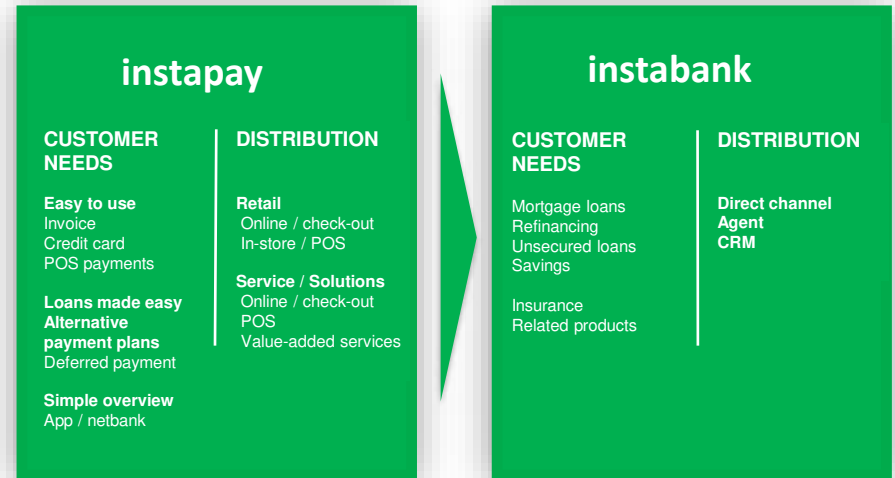 instapay
CUSTOMER
NEEDS
Easy to use
Invoice
Credit card
POS payments
Loans made easy
Alternative
payment plans
Deferred payment
Simple overview
App / netbank
DISTRIBUTION
Retail
Online / check-out
In-store / POS
Service / Solutions
Online / check-out
POS
Value-added services
instabank
CUSTOMER
NEEDS
Mortgage loans
Refinancing
Unsecured loans
Savings
Insurance
Related products
DISTRIBUTION
Direct channel
Agent
CRM